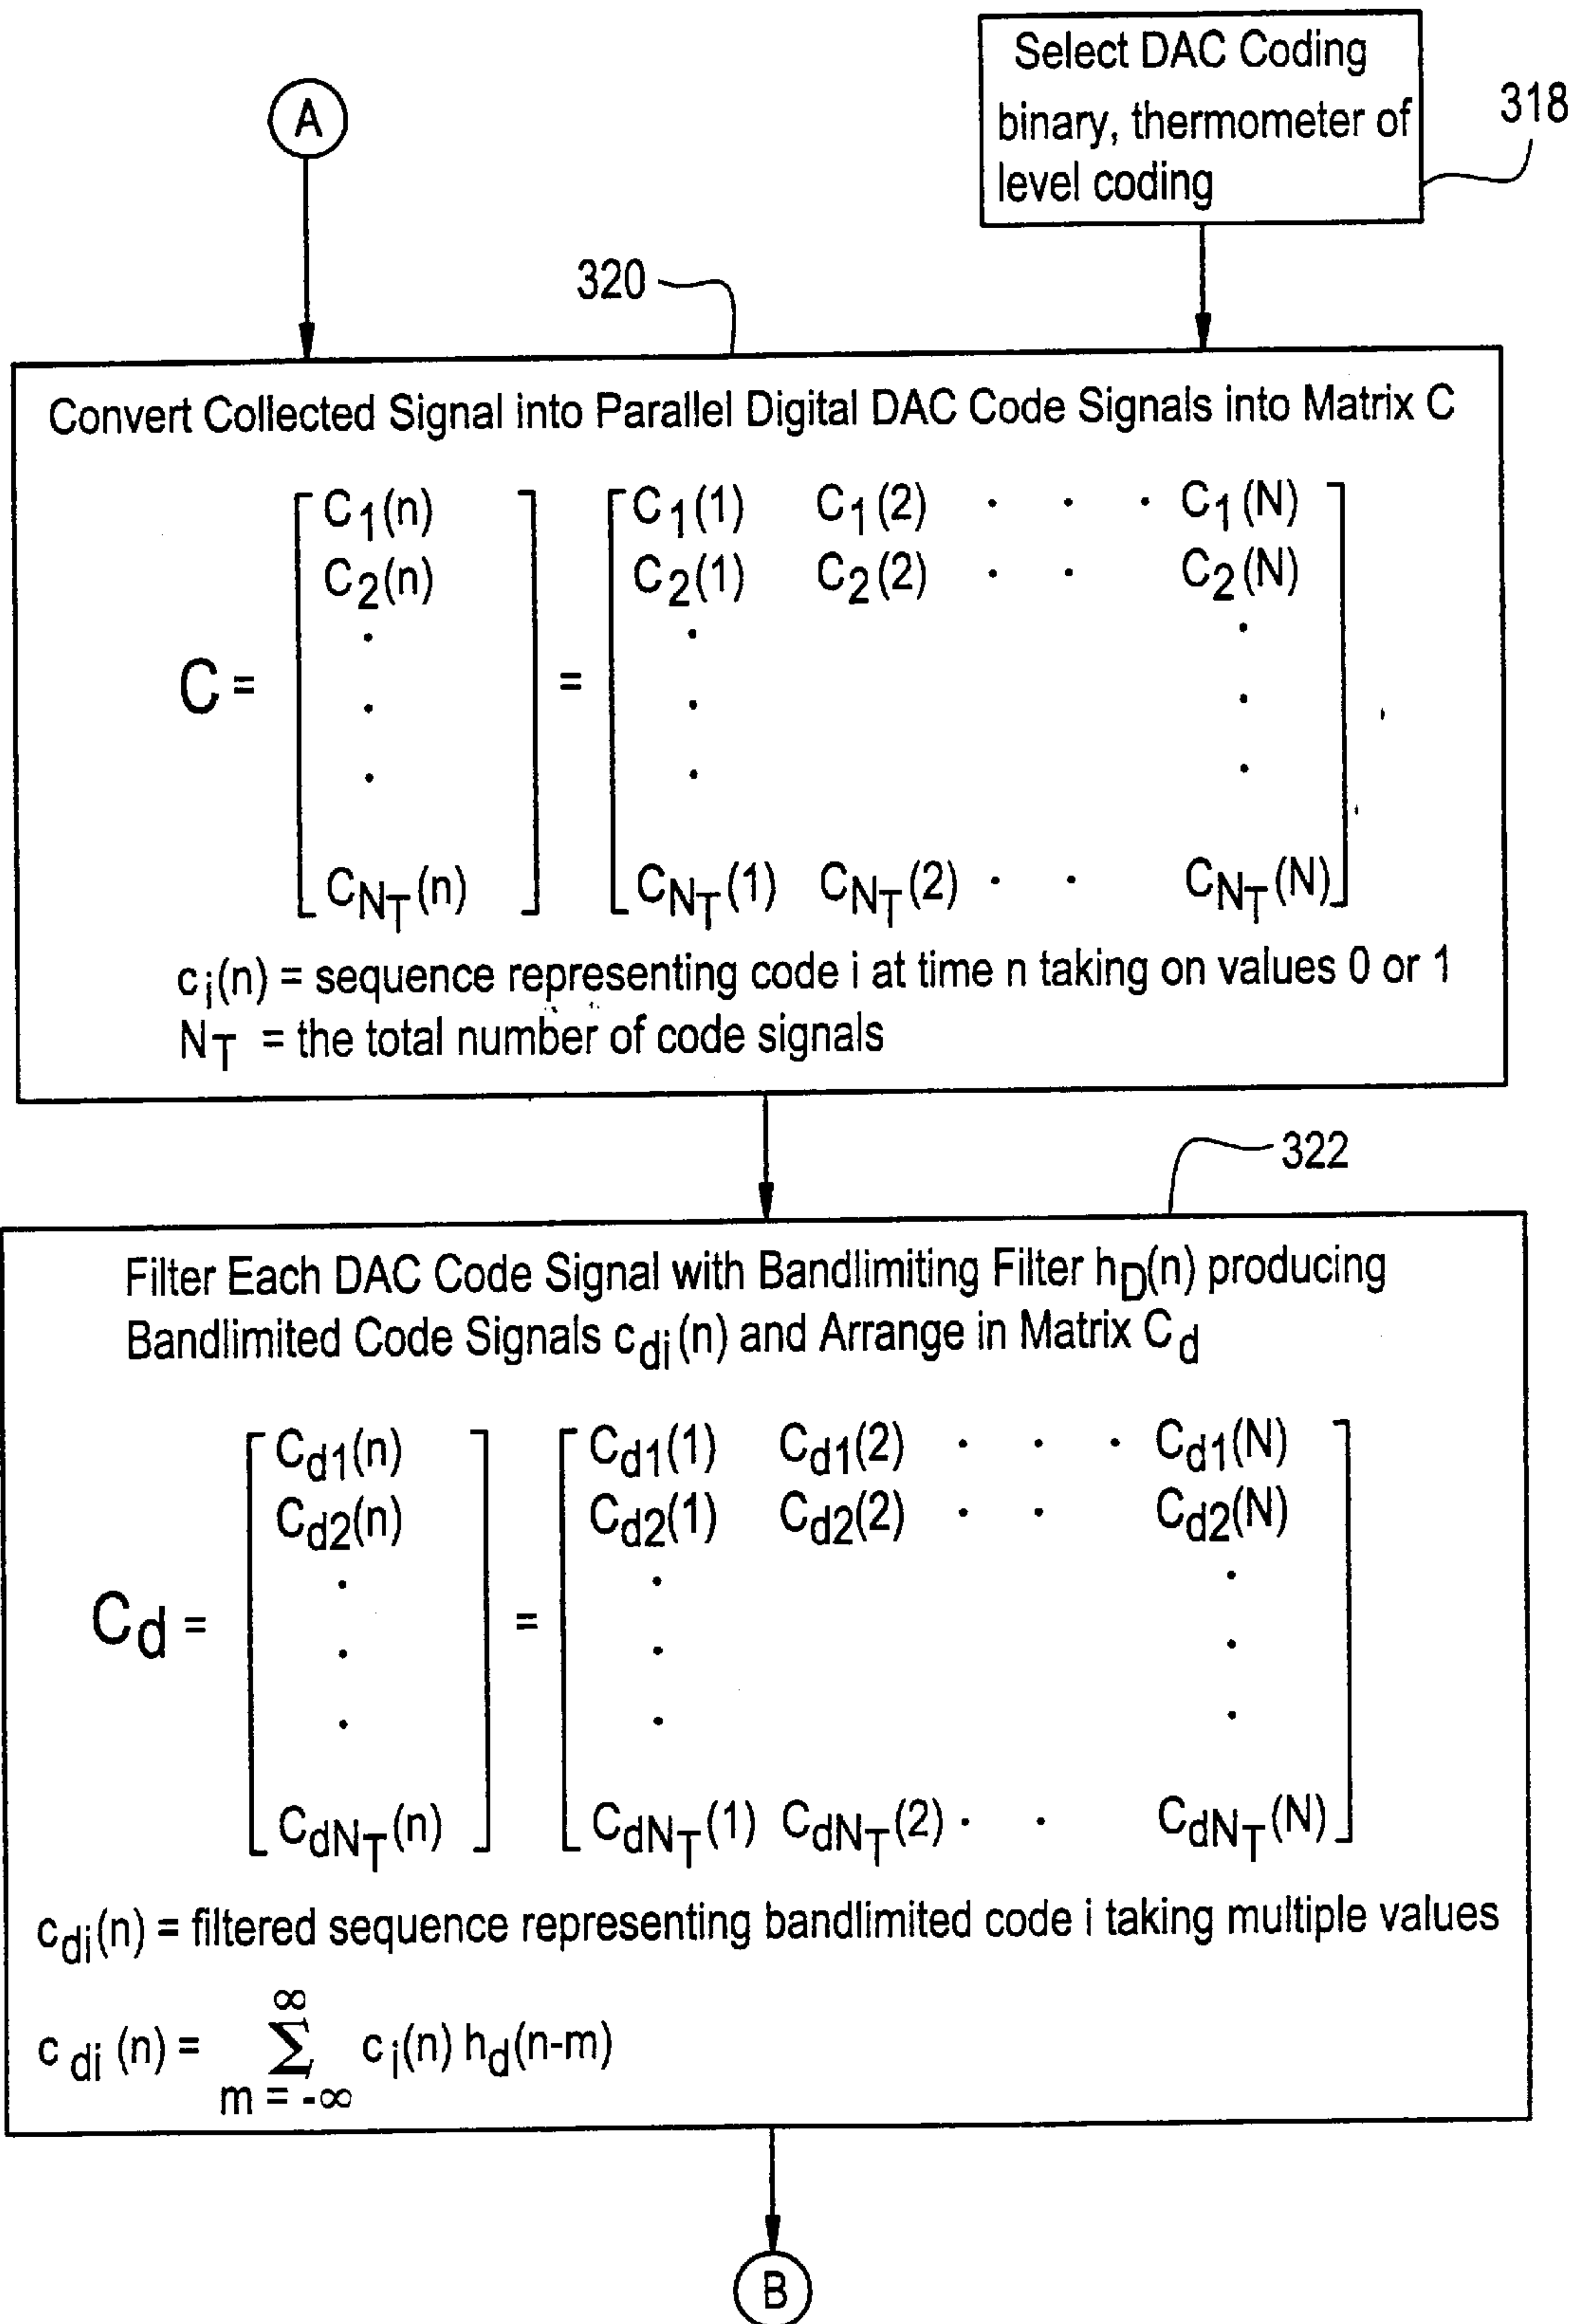 A
Select DAC Coding
binary, thermometer of
level coding
318
320
Convert Collected Signal into Parallel Digital DAC Code Signals into Matrix C
C = [ C1(n) ] = [ C1(1) C1(2) · · · C1(N) ]
C2(n) C2(1) C2(2) · · C2(N)
· · ·
· · ·
· · ·
CNT(n) CNT(1) CNT(2) · · CNT(N)
ci(n) = sequence representing code i at time n taking on values 0 or 1
NT = the total number of code signals
322
Filter Each DAC Code Signal with Bandlimiting Filter hD(n) producing
Bandlimited Code Signals cdi(n) and Arrange in Matrix Cd
Cd = [ Cd1(n) ] = [ Cd1(1) Cd1(2) · · · Cd1(N) ]
Cd2(n) Cd2(1) Cd2(2) · · Cd2(N)
· · ·
· · ·
· · ·
CdNT(n) CdNT(1) CdNT(2) · · CdNT(N)
cdi(n) = filtered sequence representing bandlimited code i taking multiple values
∞
cdi (n) = Σ ci(n) hd(n-m)
m = -∞
B